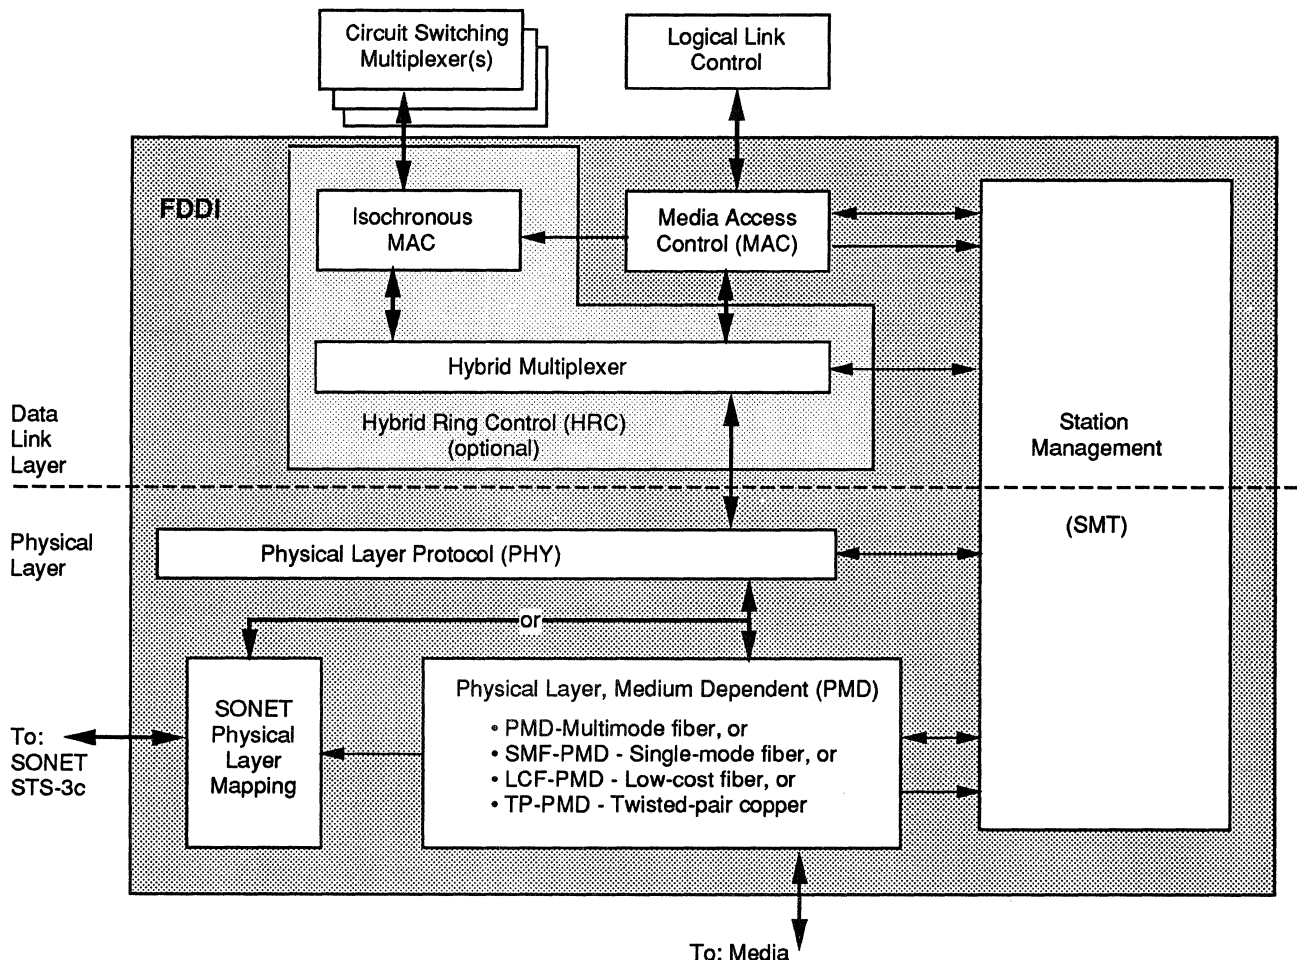 Circuit Switching
Multiplexer(s)
Logical Link
Control
FDDI
Isochronous
MAC
Media Access
Control (MAC)
Hybrid Multiplexer
Hybrid Ring Control (HRC)
(optional)
Data
Link
Layer
Station
Management
(SMT)
Physical
Layer
Physical Layer Protocol (PHY)
or
SONET
Physical
Layer
Mapping
Physical Layer, Medium Dependent (PMD)
• PMD-Multimode fiber, or
• SMF-PMD - Single-mode fiber, or
• LCF-PMD - Low-cost fiber, or
• TP-PMD - Twisted-pair copper
To:
SONET
STS-3c
To: Media